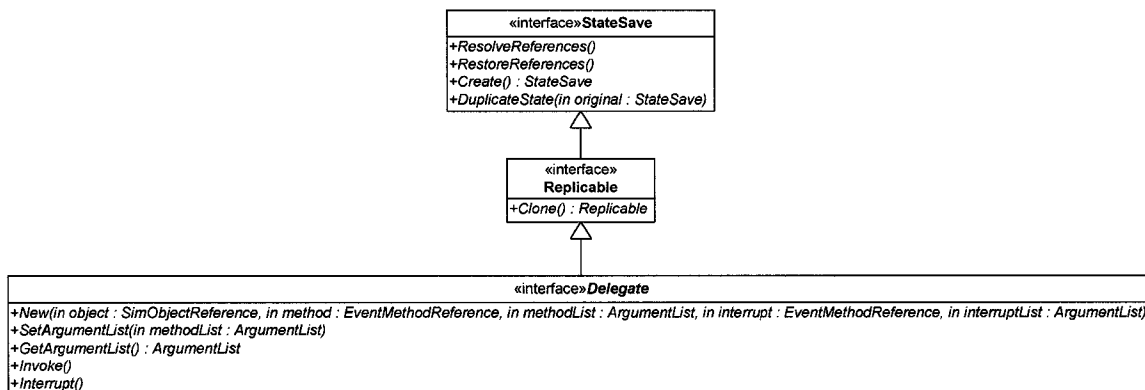 «interface»StateSave
+ResolveReferences()
+RestoreReferences()
+Create() : StateSave
+DuplicateState(in original : StateSave)
«interface»
Replicable
+Clone() : Replicable
«interface»Delegate
+New(in object : SimObjectReference, in method : EventMethodReference, in methodList : ArgumentList, in interrupt : EventMethodReference, in interruptList : ArgumentList)
+SetArgumentList(in methodList : ArgumentList)
+GetArgumentList() : ArgumentList
+Invoke()
+Interrupt()